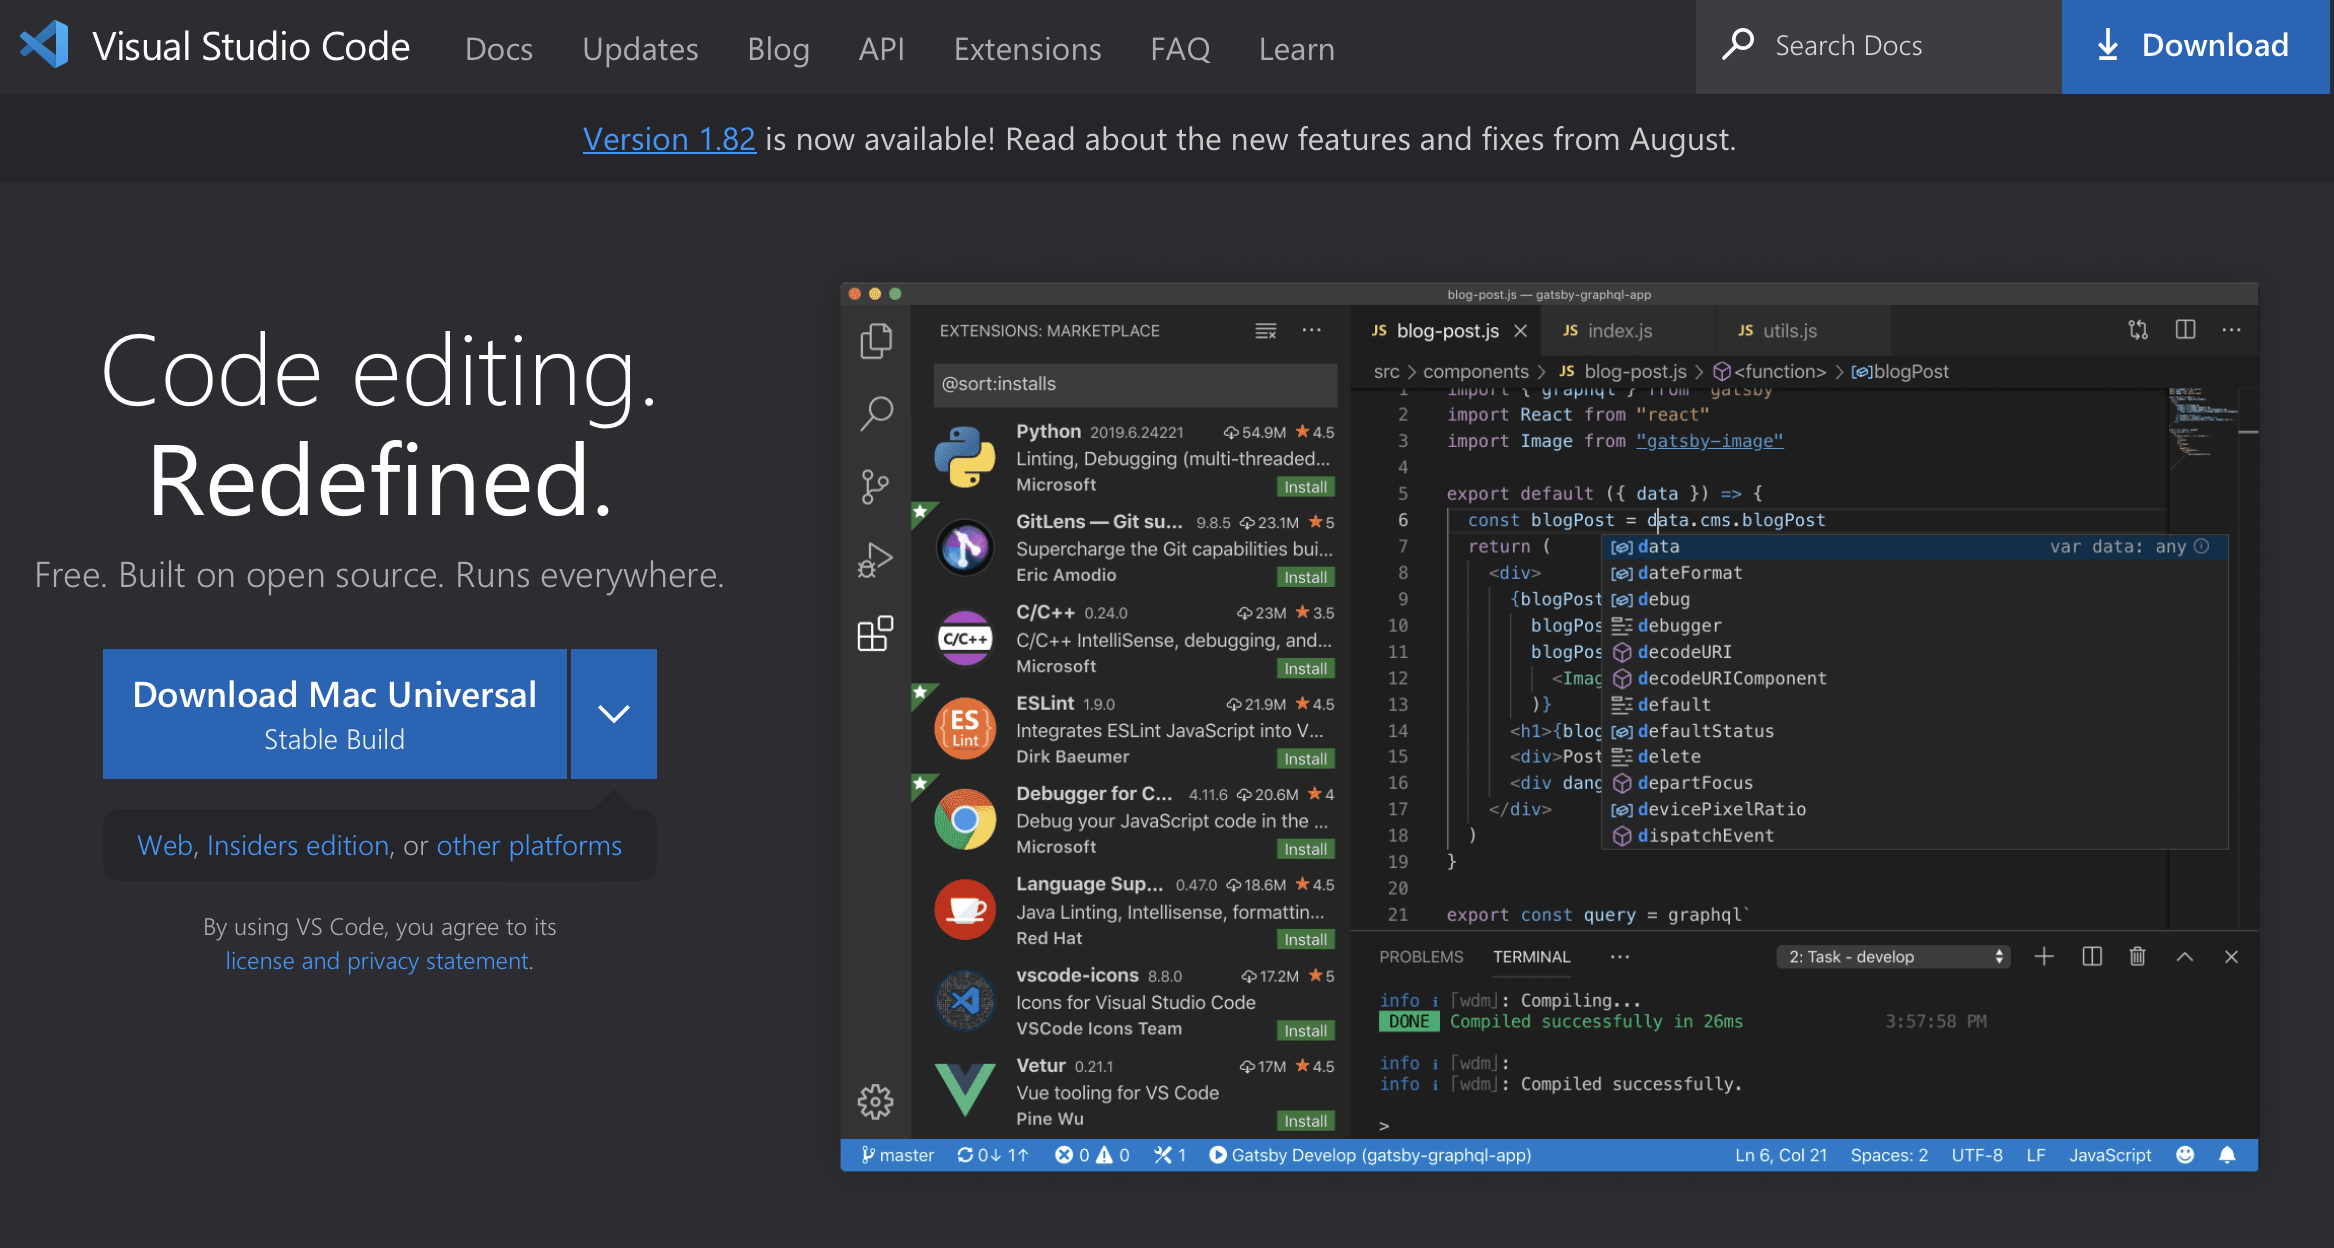 Visual Studio Code
Docs
Updates
Blog
API
Extensions
FAQ
Learn
Search Docs
Download
Version 1.82 is now available! Read about the new features and fixes from August.
Code editing.
Redefined.
Free. Built on open source. Runs everywhere.
Download Mac Universal
Stable Build
Web, Insiders edition, or other platforms
By using VS Code, you agree to its
license and privacy statement.
blog-post.js — gatsby-graphql-app
EXTENSIONS: MARKETPLACE
@sort:installs
Python 2019.6.24221 54.9M 4.5
Linting, Debugging (multi-threaded...
Microsoft
Install
GitLens — Git su... 9.8.5 23.1M 5
Supercharge the Git capabilities bui...
Eric Amodio
Install
C/C++
C/C++ 0.24.0 23M 3.5
C/C++ IntelliSense, debugging, and...
Microsoft
Install
ES
Lint
ESLint 1.9.0 21.9M 4.5
Integrates ESLint JavaScript into V...
Dirk Baeumer
Install
Debugger for C... 4.11.6 20.6M 4
Debug your JavaScript code in the ...
Microsoft
Install
Language Sup... 0.47.0 18.6M 4.5
Java Linting, Intellisense, formattin...
Red Hat
Install
vscode-icons 8.8.0 17.2M 5
Icons for Visual Studio Code
VSCode Icons Team
Install
Vetur 0.21.1 17M 4.5
Vue tooling for VS Code
Pine Wu
Install
JS blog-post.js
JS index.js
JS utils.js
src > components > JS blog-post.js > <function> > blogPost
1 import { graphql } from "gatsby"
2 import React from "react"
3 import Image from "gatsby-image"
4
5 export default ({ data }) => {
6 const blogPost = data.cms.blogPost
7 return (
8 <div>
9 {blogPost
10 blogPos
11 blogPos
12 <Imag
13 )}
14 <h1>{blog
15 <div>Post
16 <div dang
17 </div>
18 )
19 }
20
21 export const query = graphql`
data var data: any
dateFormat
debug
debugger
decodeURI
decodeURIComponent
default
defaultStatus
delete
departFocus
devicePixelRatio
dispatchEvent
PROBLEMS
TERMINAL
...
2: Task - develop
info i [wdm]: Compiling...
DONE Compiled successfully in 26ms 3:57:58 PM
info i [wdm]:
info i [wdm]: Compiled successfully.
>
master 0↓ 1↑ 0 0 1 Gatsby Develop (gatsby-graphql-app)
Ln 6, Col 21 Spaces: 2 UTF-8 LF JavaScript